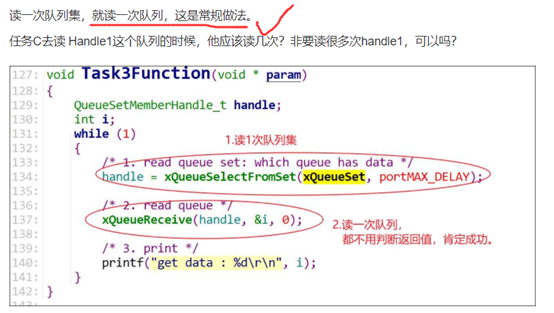 读一次队列集，就读一次队列，这是常规做法。
任务C去读 Handle1这个队列的时候，他应该读几次？非要读很多次handle1，可以吗？
127: void Task3Function(void * param)
128: {
129: QueueSetMemberHandle_t handle;
130: int i;
131: while (1)
132: {
1.读1次队列集
133: /* 1. read queue set: which queue has data */
134: handle = xQueueSelectFromSet(xQueueSet, portMAX_DELAY);
135:
136: /* 2. read queue */
137: xQueueReceive(handle, &i, 0);
2.读一次队列，
都不用判断返回值，肯定成功。
138:
139: /* 3. print */
140: printf("get data : %d\r\n", i);
141: }
142: }